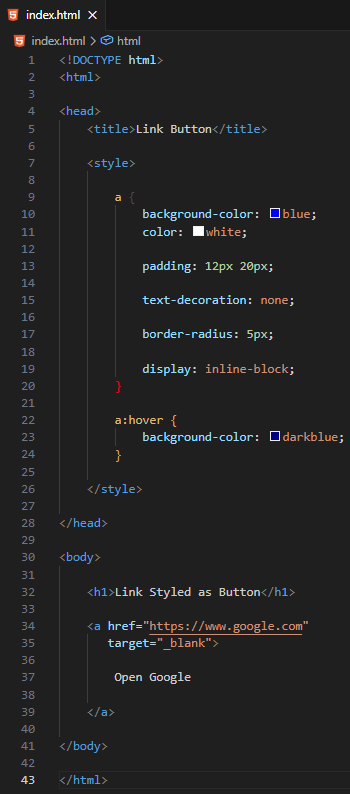 index.html ×
index.html > html
1 <!DOCTYPE html>
2 <html>
3
4 <head>
5 <title>Link Button</title>
6
7 <style>
8
9 a {
10 background-color: blue;
11 color: white;
12
13 padding: 12px 20px;
14
15 text-decoration: none;
16
17 border-radius: 5px;
18
19 display: inline-block;
20 }
21
22 a:hover {
23 background-color: darkblue;
24 }
25
26 </style>
27
28 </head>
29
30 <body>
31
32 <h1>Link Styled as Button</h1>
33
34 <a href="https://www.google.com"
35 target="_blank">
36
37 Open Google
38
39 </a>
40
41 </body>
42
43 </html>